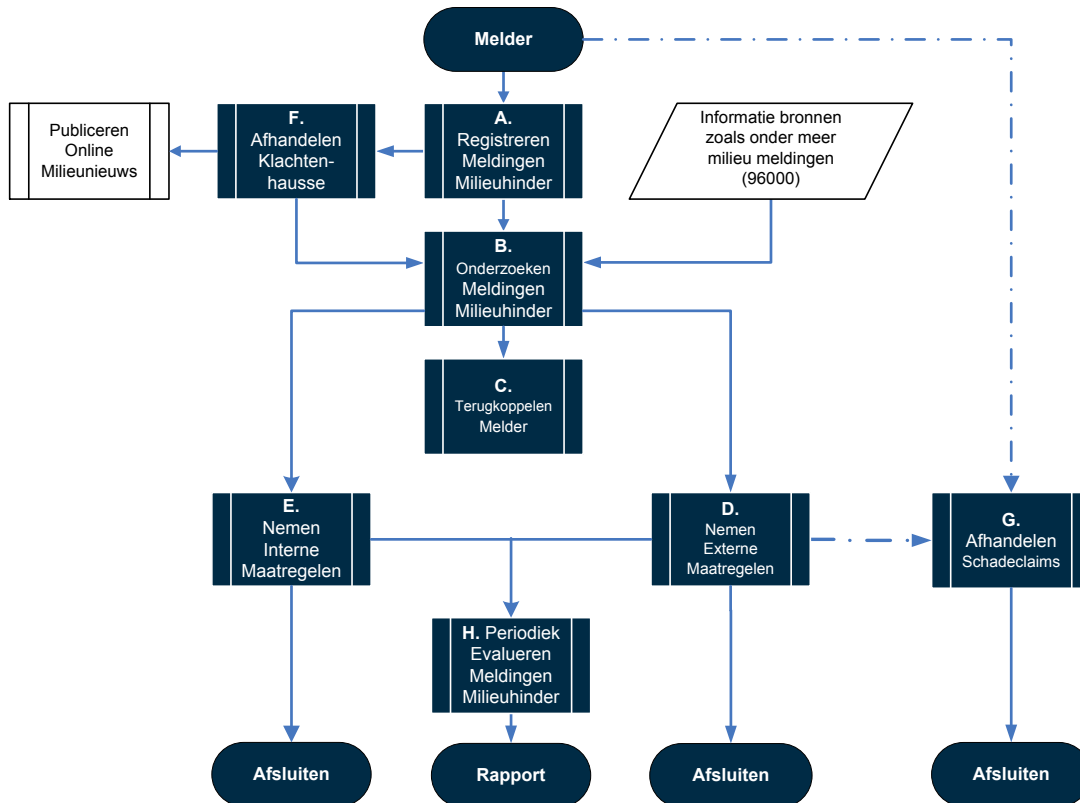 Melder
Publiceren
Online
Milieunieuws
F.
Afhandelen
Klachten-
hausse
A.
Registreren
Meldingen
Milieuhinder
Informatie bronnen
zoals onder meer
milieu meldingen
(96000)
B.
Onderzoeken
Meldingen
Milieuhinder
C.
Terugkoppelen
Melder
E.
Nemen
Interne
Maatregelen
D.
Nemen
Externe
Maatregelen
G.
Afhandelen
Schadeclaims
H. Periodiek
Evalueren
Meldingen
Milieuhinder
Afsluiten
Rapport
Afsluiten
Afsluiten